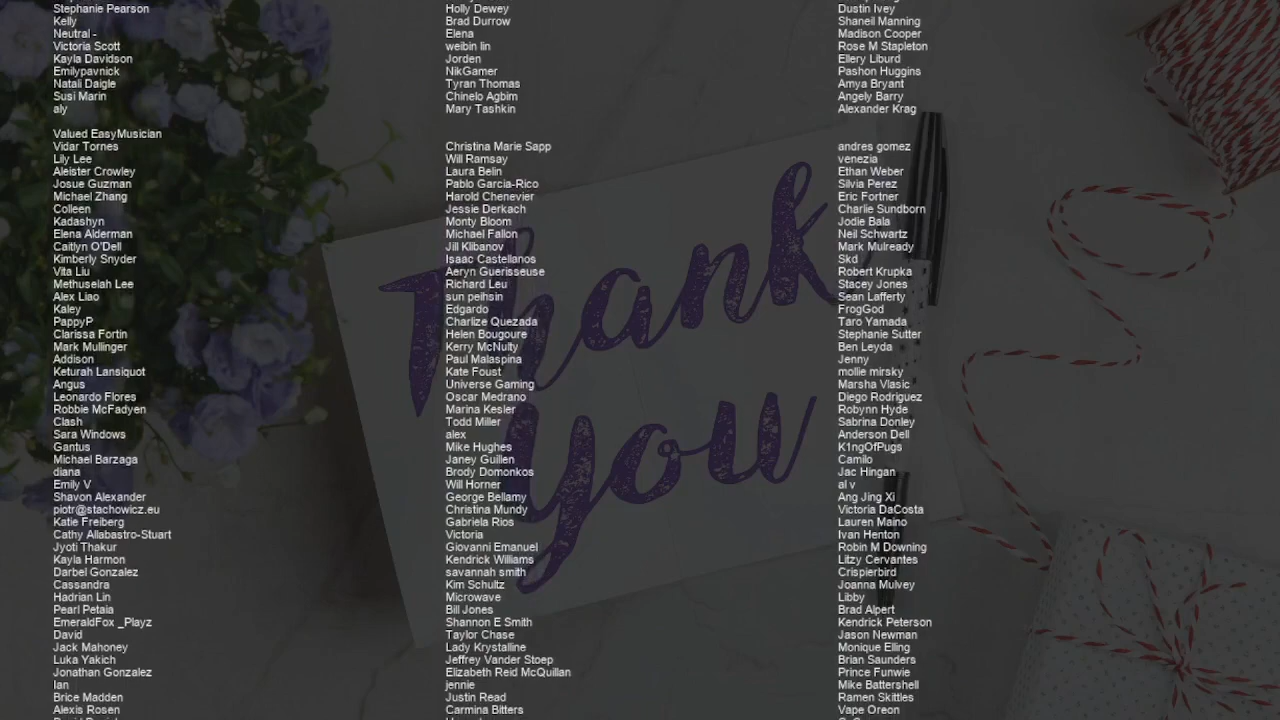 Stephanie Pearson
Kelly
Neutral -
Victoria Scott
Kayla Davidson
Emilypavnick
Natali Daigle
Susi Marin
aly
Valued EasyMusician
Vidar Tornes
Lily Lee
Aleister Crowley
Josue Guzman
Michael Zhang
Colleen
Kadashyn
Elena Alderman
Caitlyn O'Dell
Kimberly Snyder
Vita Liu
Methuselah Lee
Alex Liao
Kaley
PappyP
Clarissa Fortin
Mark Mullinger
Addison
Keturah Lansiquot
Angus
Leonardo Flores
Robbie McFadyen
Clash
Sara Windows
Gantus
Michael Barzaga
diana
Emily V
Shavon Alexander
piotr@stachowicz.eu
Katie Freiberg
Cathy Allabastro-Stuart
Jyoti Thakur
Kayla Harmon
Darbel Gonzalez
Cassandra
Hadrian Lin
Pearl Petaia
EmeraldFox _Playz
David
Jack Mahoney
Luka Yakich
Jonathan Gonzalez
Ian
Brice Madden
Alexis Rosen
Holly Dewey
Brad Durrow
Elena
weibin lin
Jorden
NikGamer
Tyran Thomas
Chinelo Agbim
Mary Tashkin
Christina Marie Sapp
Will Ramsay
Laura Belin
Pablo Garcia-Rico
Harold Chenevier
Jessie Derkach
Monty Bloom
Michael Fallon
Jill Klibanov
Isaac Castellanos
Aeryn Guerisseuse
Richard Leu
sun peihsin
Edgardo
Charlize Quezada
Helen Bougoure
Kerry McNulty
Paul Malaspina
Kate Foust
Universe Gaming
Oscar Medrano
Marina Kesler
Todd Miller
alex
Mike Hughes
Janey Guillen
Brody Domonkos
Will Horner
George Bellamy
Christina Mundy
Gabriela Rios
Victoria
Giovanni Emanuel
Kendrick Williams
savannah smith
Kim Schultz
Microwave
Bill Jones
Shannon E Smith
Taylor Chase
Lady Krystalline
Jeffrey Vander Stoep
Elizabeth Reid McQuillan
jennie
Justin Read
Carmina Bitters
Dustin Ivey
Shaneil Manning
Madison Cooper
Rose M Stapleton
Ellery Liburd
Pashon Huggins
Amya Bryant
Angely Barry
Alexander Krag
andres gomez
venezia
Ethan Weber
Silvia Perez
Eric Fortner
Charlie Sundborn
Jodie Bala
Neil Schwartz
Mark Mulready
Skd
Robert Krupka
Stacey Jones
Sean Lafferty
FrogGod
Taro Yamada
Stephanie Sutter
Ben Leyda
Jenny
mollie mirsky
Marsha Vlasic
Diego Rodriguez
Robynn Hyde
Sabrina Donley
Anderson Dell
K1ngOfPugs
Camilo
Jac Hingan
al v
Ang Jing Xi
Victoria DaCosta
Lauren Maino
Ivan Henton
Robin M Downing
Litzy Cervantes
Crispierbird
Joanna Mulvey
Libby
Brad Alpert
Kendrick Peterson
Jason Newman
Monique Elling
Brian Saunders
Prince Funwie
Mike Battershell
Ramen Skittles
Vape Oreon
Thank
You